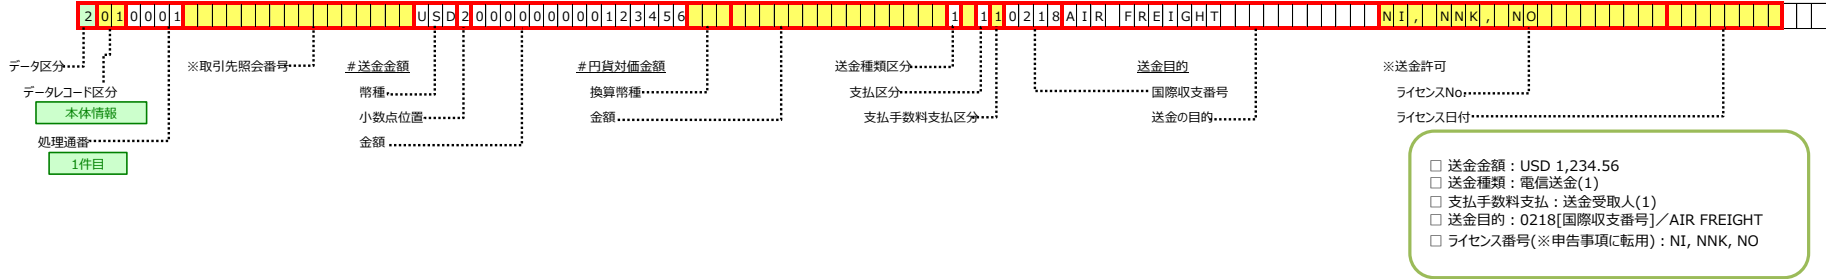 2 0 1 0 0 0 1 U S D 2 0 0 0 0 0 0 0 0 0 1 2 3 4 5 6 1 1 1 0 2 1 8 A I R F R E I G H T N I , N N K , N O
データ区分
※取引先照会番号
#送金金額
#円貨対価金額
送金種類区分
送金目的
※送金許可
データレコード区分
幣種
換算幣種
支払区分
国際収支番号
ライセンスNo.
本体情報
小数点位置
金額
支払手数料支払区分
送金の目的
ライセンス日付
処理通番
金額
1件目
□ 送金金額：USD 1,234.56
□ 送金種類：電信送金(1)
□ 支払手数料支払：送金受取人(1)
□ 送金目的：0218[国際収支番号]／AIR FREIGHT
□ ライセンス番号(※申告事項に転用)：NI, NNK, NO